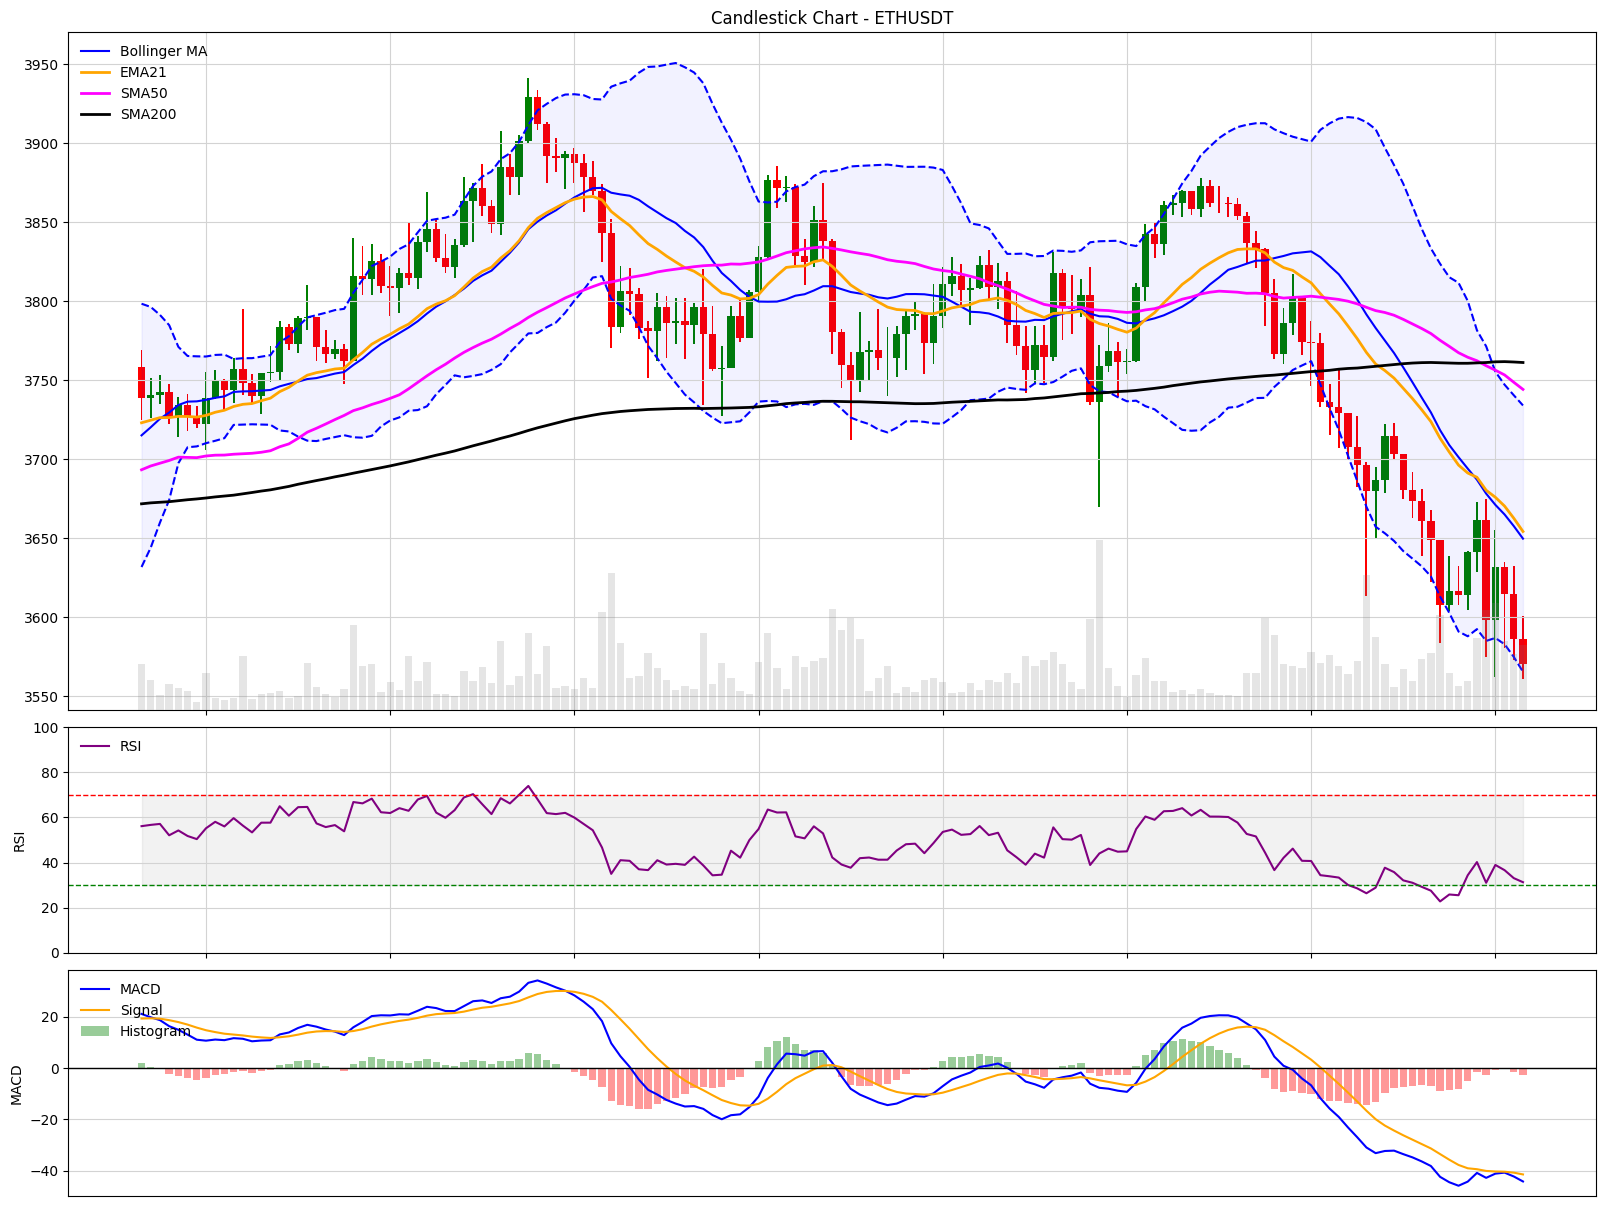 Candlestick Chart - ETHUSDT
Bollinger MA
EMA21
SMA50
SMA200
3950
3900
3850
3800
3750
3700
3650
3600
3550
RSI
100
80
60
40
20
0
RSI
MACD
Signal
Histogram
20
0
−20
−40
MACD